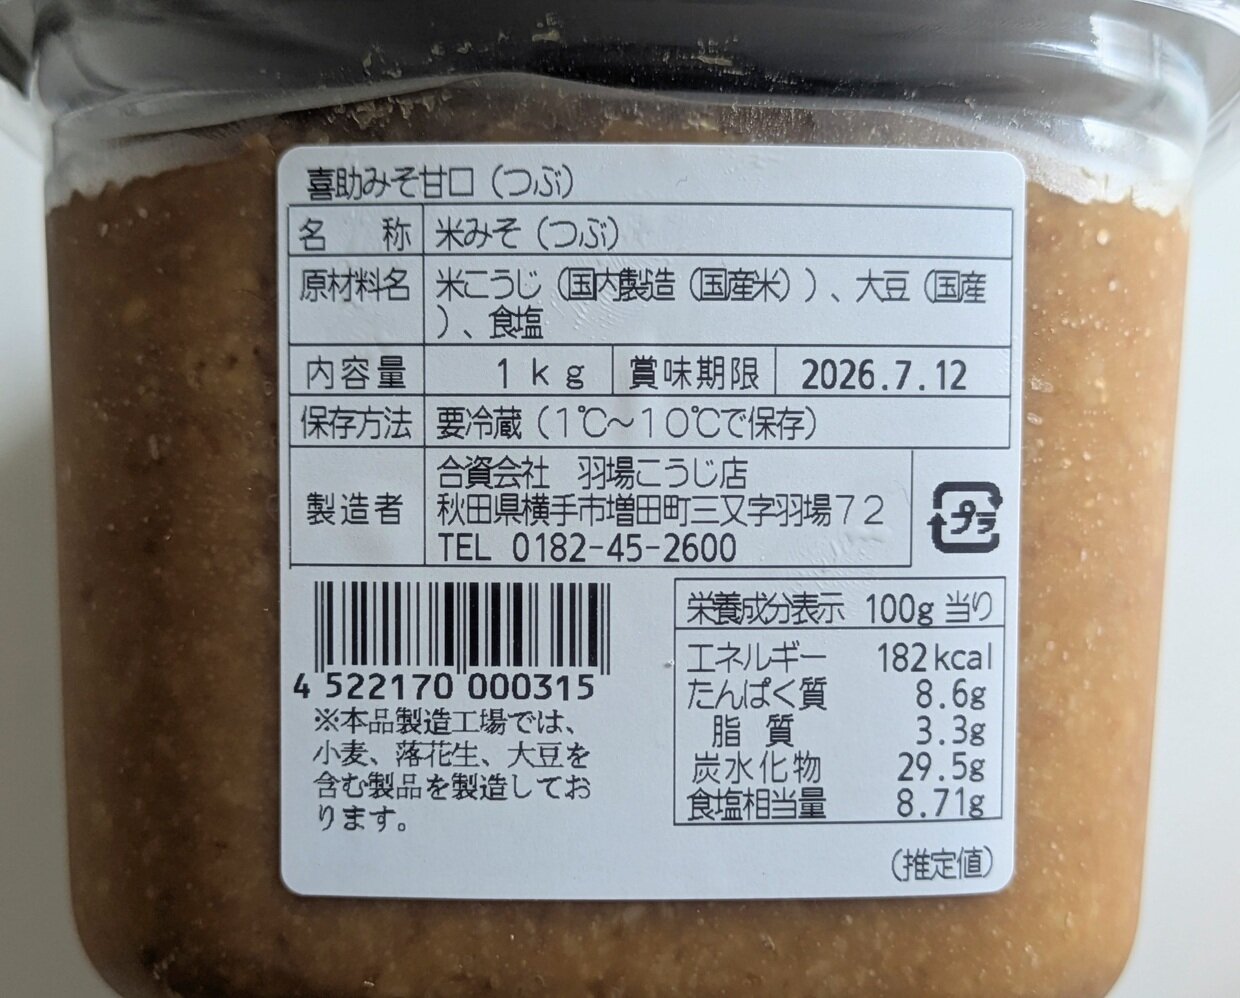 喜助みそ甘口（つぶ）
名　称 米みそ（つぶ）
原材料名 米こうじ（国内製造（国産米））、大豆（国産
）、食塩
内容量 1kg 賞味期限 2026.7.12
保存方法 要冷蔵（1℃～10℃で保存）
製造者
合資会社　羽場こうじ店
秋田県横手市増田町三又字羽場72
TEL 0182-45-2600
プラ
4 522170 000315
※本品製造工場では、
小麦、落花生、大豆を
含む製品を製造してお
ります。
栄養成分表示 100g当り
エネルギー 182kcal
たんぱく質 8.6g
脂質 3.3g
炭水化物 29.5g
食塩相当量 8.71g
（推定値）